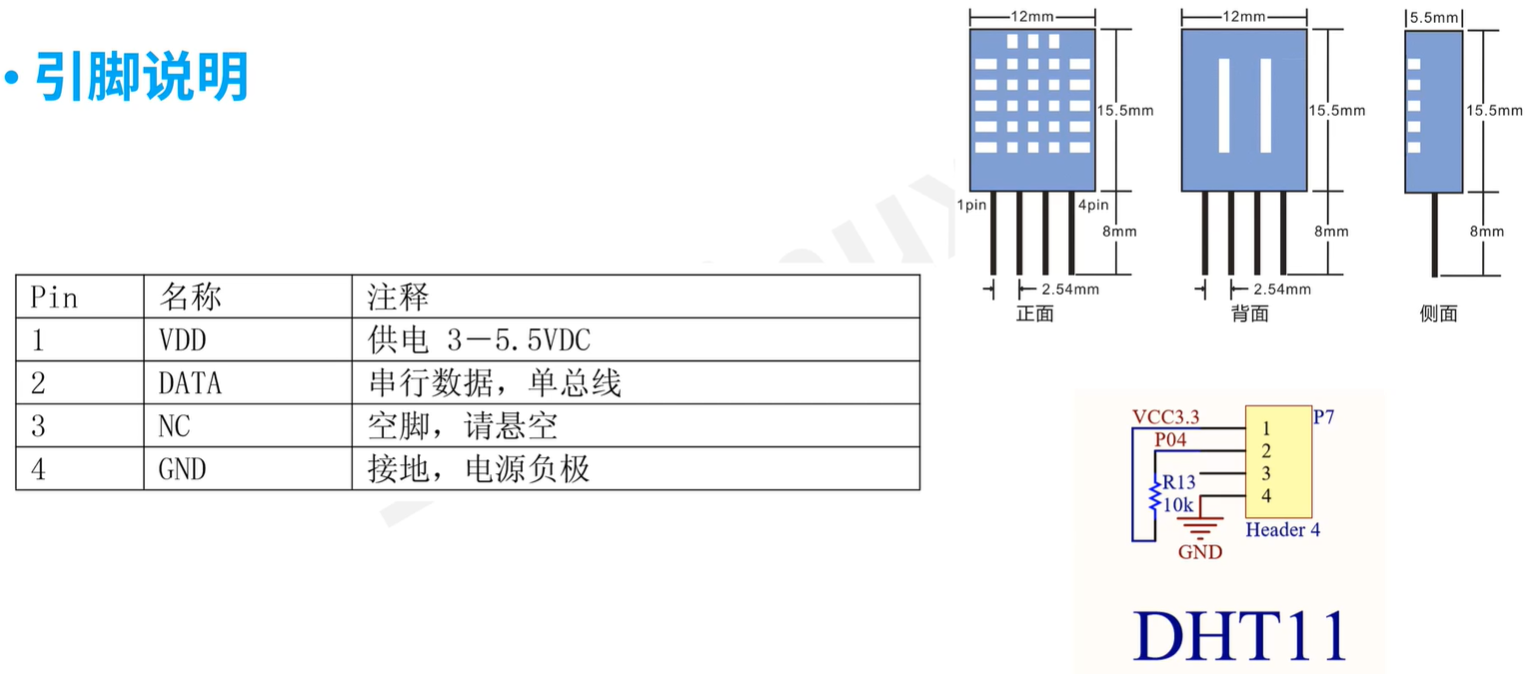 • 引脚说明
Pin 名称 注释
1 VDD 供电 3－5.5VDC
2 DATA 串行数据，单总线
3 NC 空脚，请悬空
4 GND 接地，电源负极
12mm
15.5mm
1pin 4pin
8mm
2.54mm
正面
12mm
15.5mm
8mm
2.54mm
背面
5.5mm
15.5mm
8mm
侧面
VCC3.3 1 P7
P04 2
R13 3
10k 4
GND
Header 4
DHT11